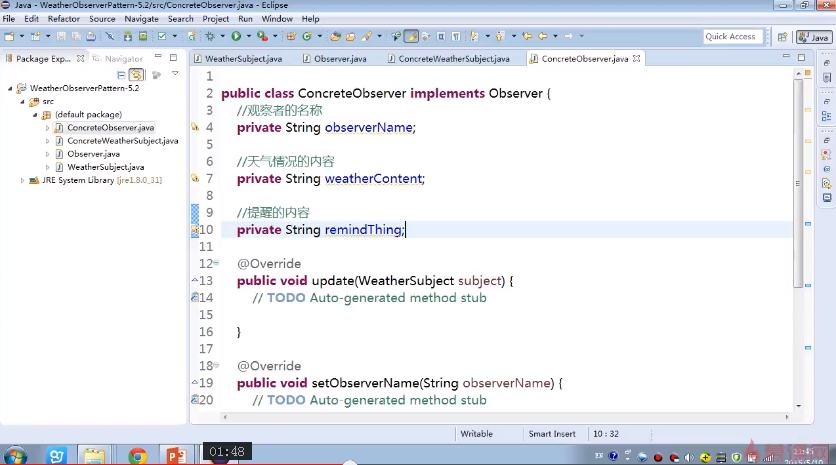 Java - WeatherObserverPattern-5.2/src/ConcreteObserver.java - Eclipse
File Edit Refactor Source Navigate Search Project Run Window Help
Quick Access
Java
Package Exp...
Navigator
WeatherSubject.java
Observer.java
ConcreteWeatherSubject.java
ConcreteObserver.java
WeatherObserverPattern-5.2
src
(default package)
ConcreteObserver.java
ConcreteWeatherSubject.java
Observer.java
WeatherSubject.java
JRE System Library [jre1.8.0_31]
1
2 public class ConcreteObserver implements Observer {
3 //观察者的名称
4 private String observerName;
5
6 //天气情况的内容
7 private String weatherContent;
8
9 //提醒的内容
10 private String remindThing;
11
12 @Override
13 public void update(WeatherSubject subject) {
14 // TODO Auto-generated method stub
15
16 }
17
18 @Override
19 public void setObserverName(String observerName) {
20 // TODO Auto-generated method stub
Writable
Smart Insert
10 : 32
01:48